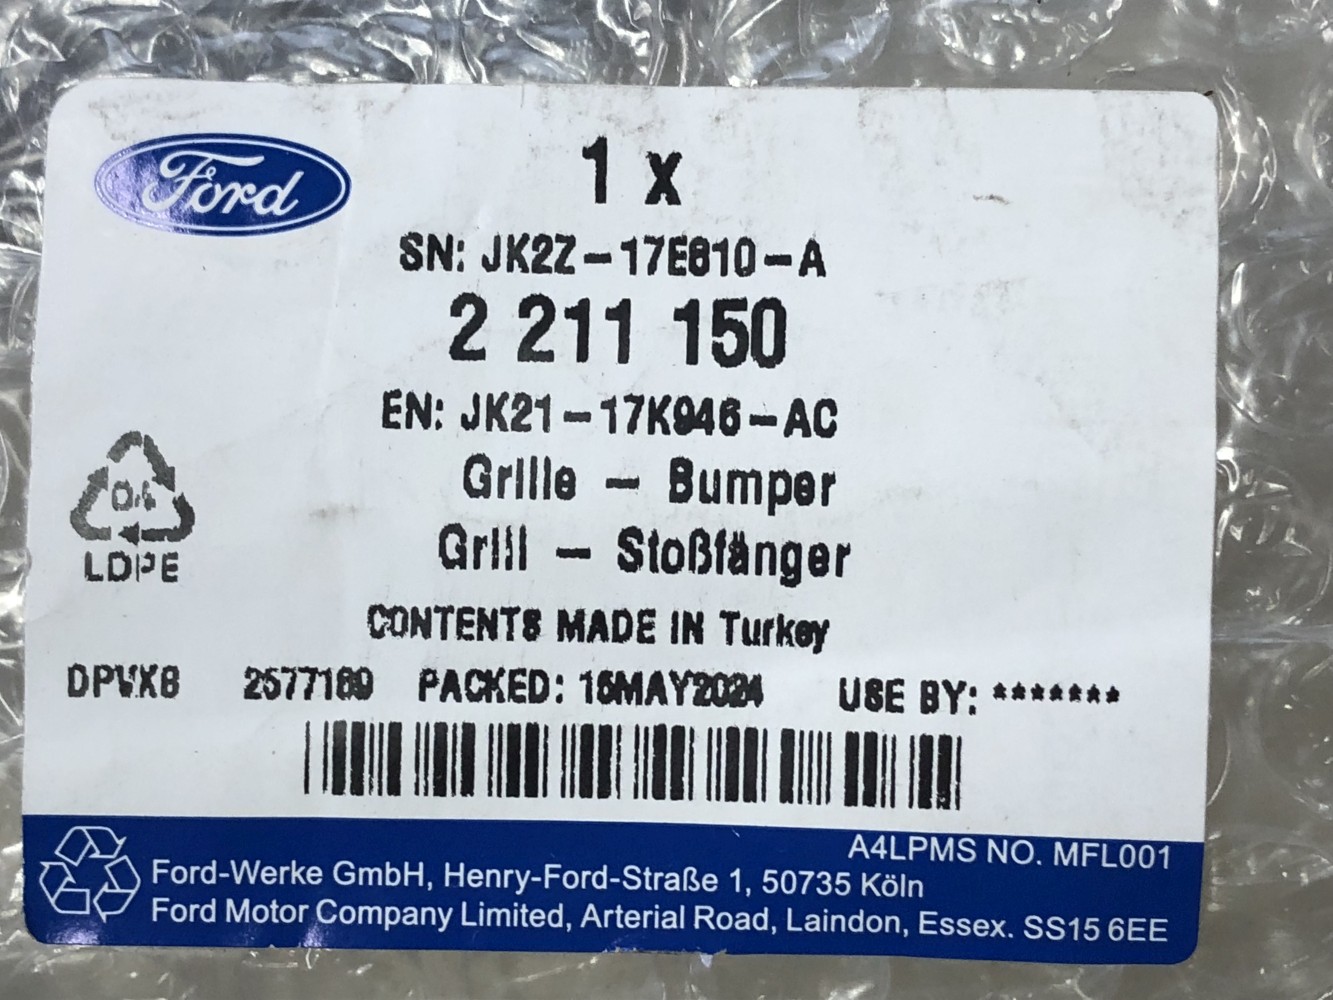 Ford
1 x
SN: JK2Z-17E810-A
2 211 150
EN: JK21-17K946-AC
Grille - Bumper
Grill - Stoßfänger
04
LDPE
CONTENTS MADE IN Turkey
DPVX8 2577189 PACKED: 15MAY2024 USE BY: *******
A4LPMS NO. MFL001
Ford-Werke GmbH, Henry-Ford-Straße 1, 50735 Köln
Ford Motor Company Limited, Arterial Road, Laindon, Essex. SS15 6EE